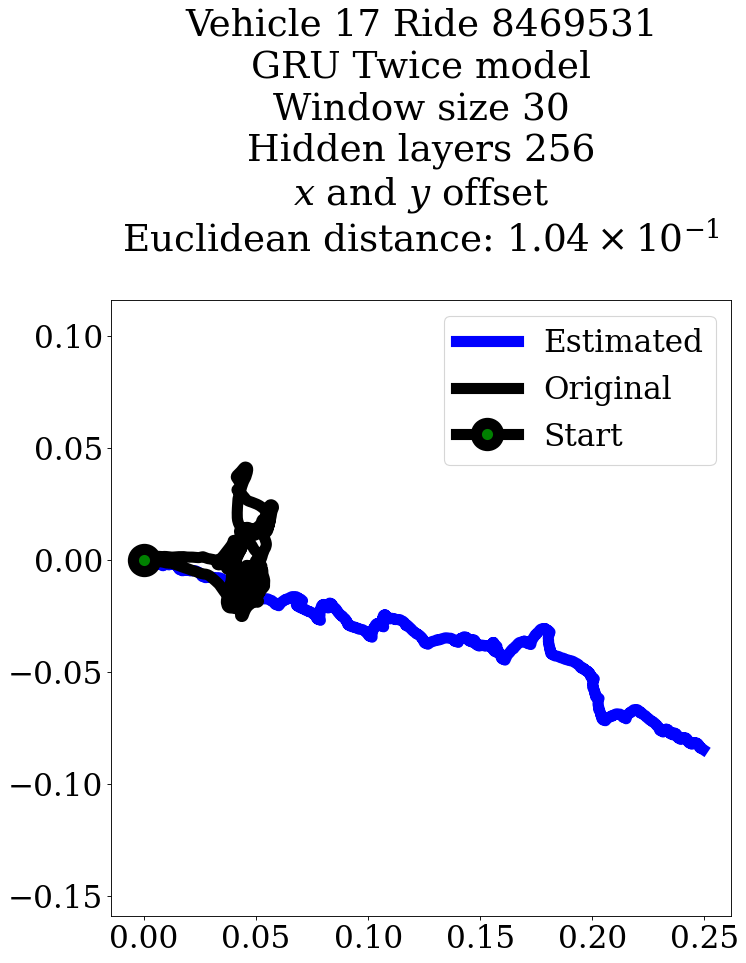 Vehicle 17 Ride 8469531
GRU Twice model
Window size 30
Hidden layers 256
x and y offset
Euclidean distance: 1.04 × 10⁻¹
Estimated
Original
Start
0.10
0.05
0.00
−0.05
−0.10
−0.15
0.00 0.05 0.10 0.15 0.20 0.25